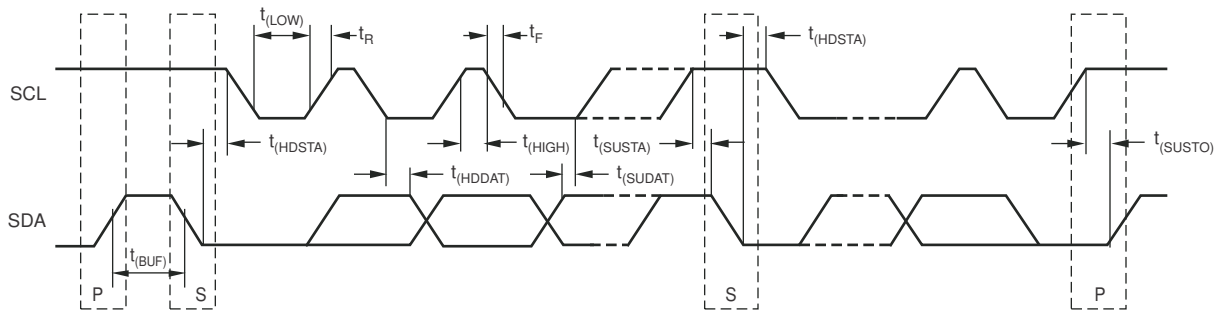 t(LOW)
tR
tF
t(HDSTA)
SCL
t(HDSTA)
t(HIGH)
t(SUSTA)
t(SUSTO)
t(HDDAT)
t(SUDAT)
SDA
t(BUF)
P
S
S
P